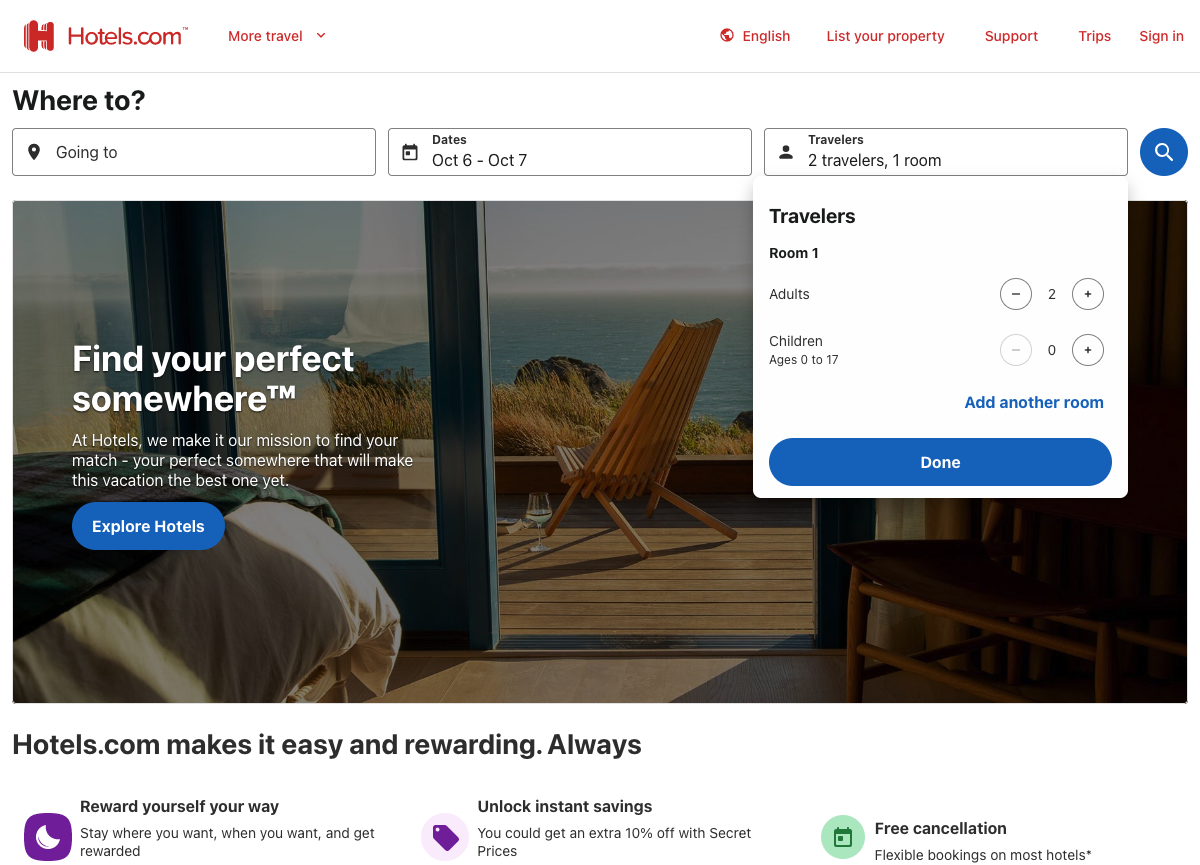 Hotels.com™
More travel
English
List your property
Support
Trips
Sign in
Where to?
Going to
Dates
Oct 6 - Oct 7
Travelers
2 travelers, 1 room
Travelers
Room 1
Adults
2
Children
Ages 0 to 17
0
Add another room
Done
Find your perfect
somewhere™
At Hotels, we make it our mission to find your
match - your perfect somewhere that will make
this vacation the best one yet.
Explore Hotels
Hotels.com makes it easy and rewarding. Always
Reward yourself your way
Stay where you want, when you want, and get
rewarded
Unlock instant savings
You could get an extra 10% off with Secret
Prices
Free cancellation
Flexible bookings on most hotels*